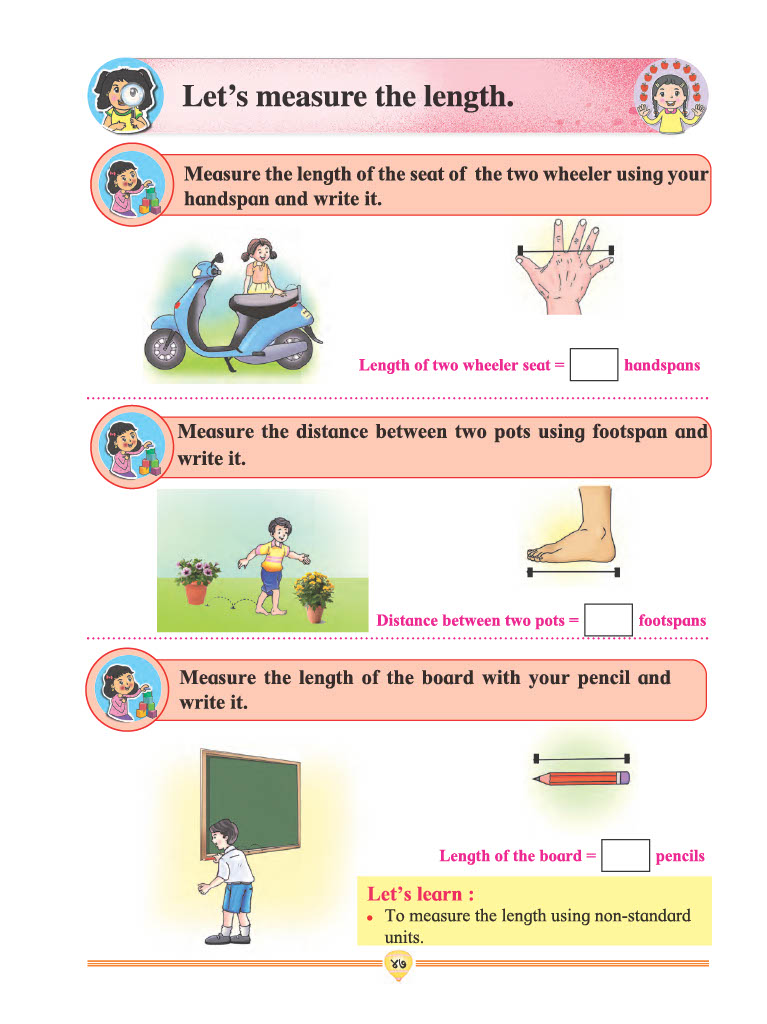 Let's measure the length.
Measure the length of the seat of the two wheeler using your
handspan and write it.
Length of two wheeler seat = handspans
Measure the distance between two pots using footspan and
write it.
Distance between two pots = footspans
Measure the length of the board with your pencil and
write it.
Length of the board = pencils
Let's learn :
• To measure the length using non-standard
units.
४७